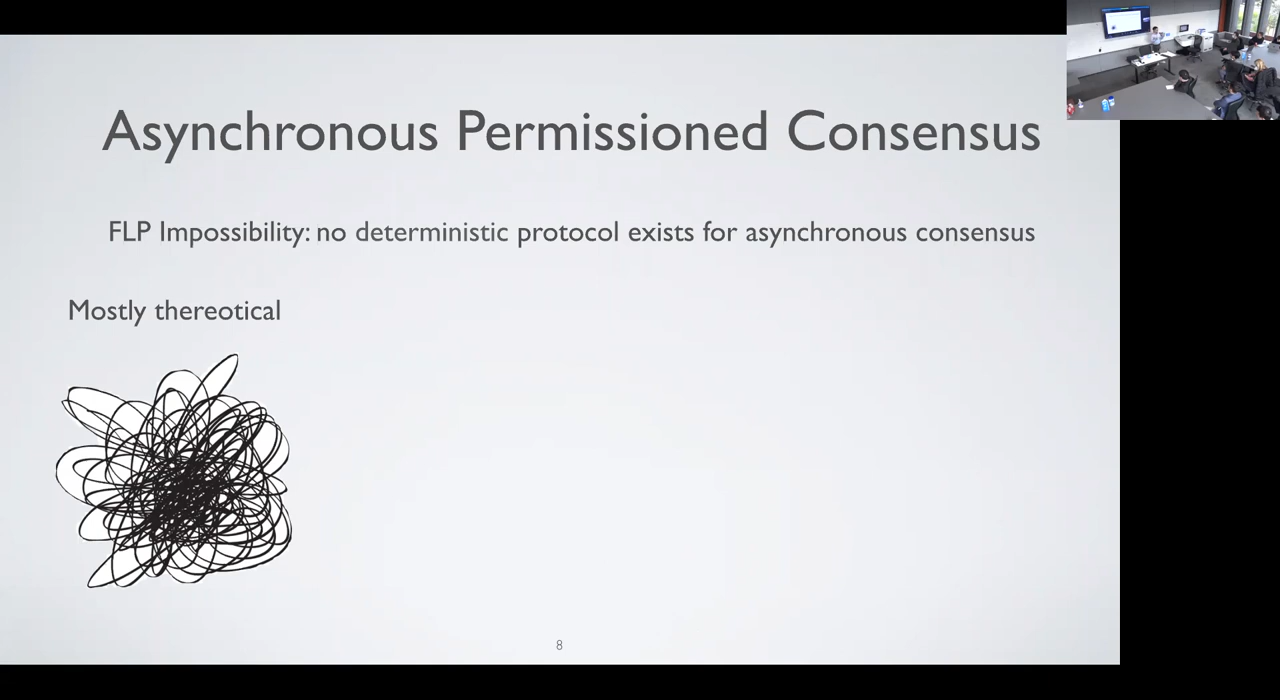 Asynchronous Permissioned Consensus
FLP Impossibility: no deterministic protocol exists for asynchronous consensus
Mostly thereotical
8